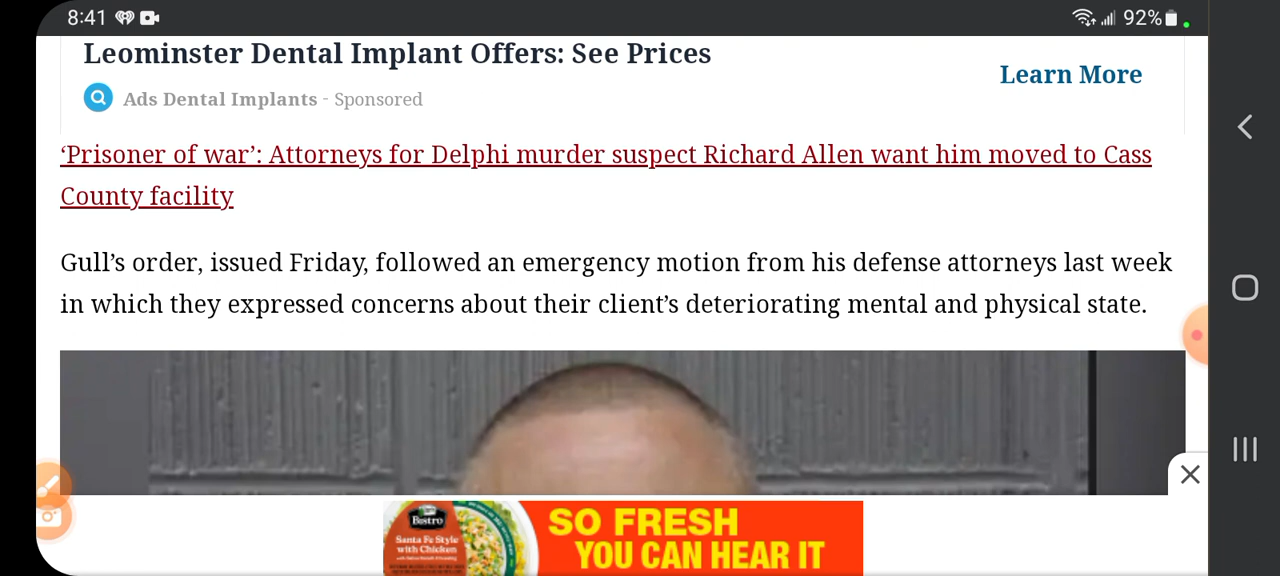 8:41
92%
Leominster Dental Implant Offers: See Prices
Learn More
Ads Dental Implants - Sponsored
‘Prisoner of war’: Attorneys for Delphi murder suspect Richard Allen want him moved to Cass
County facility
Gull’s order, issued Friday, followed an emergency motion from his defense attorneys last week
in which they expressed concerns about their client’s deteriorating mental and physical state.
Bistro
Santa Fe Style
with Chicken
SO FRESH
YOU CAN HEAR IT